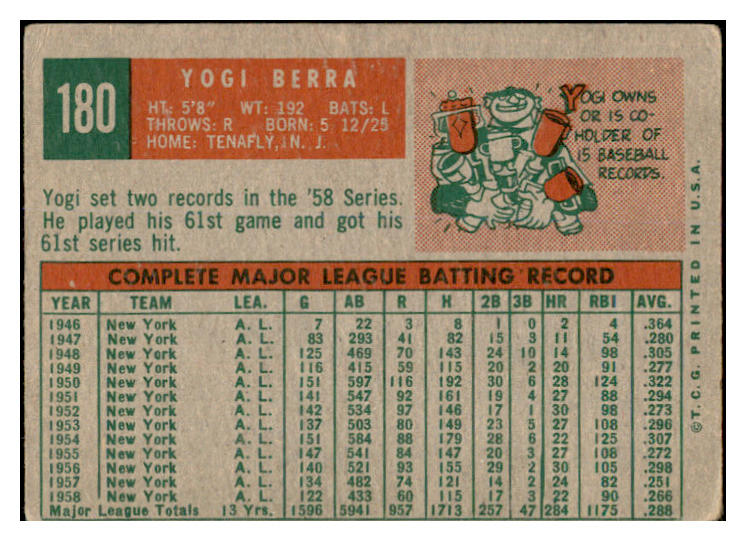 180
YOGI BERRA
HT: 5'8" WT: 192 BATS: L
THROWS: R BORN: 5 12/25
HOME: TENAFLY, N. J.
YOGI OWNS
OR IS CO-
HOLDER OF
15 BASEBALL
RECORDS.
Yogi set two records in the '58 Series.
He played his 61st game and got his
61st series hit.
COMPLETE MAJOR LEAGUE BATTING RECORD
YEAR TEAM LEA. G AB R H 2B 3B HR RBI AVG.
1946 New York A. L. 7 22 3 8 1 0 2 4 .364
1947 New York A. L. 83 293 41 82 15 3 11 54 .280
1948 New York A. L. 125 469 70 143 24 10 14 98 .305
1949 New York A. L. 116 415 59 115 20 2 20 91 .277
1950 New York A. L. 151 597 116 192 30 6 28 124 .322
1951 New York A. L. 141 547 92 161 19 4 27 88 .294
1952 New York A. L. 142 534 97 146 17 1 30 98 .273
1953 New York A. L. 137 503 80 149 23 5 27 108 .296
1954 New York A. L. 151 584 88 179 28 6 22 125 .307
1955 New York A. L. 147 541 84 147 20 3 27 108 .272
1956 New York A. L. 140 521 93 155 29 2 30 105 .298
1957 New York A. L. 134 482 74 121 14 2 24 82 .251
1958 New York A. L. 122 433 60 115 17 3 22 90 .266
Major League Totals 13 Yrs. 1596 5941 957 1713 257 47 284 1175 .288
©T.C.G. PRINTED IN U.S.A.